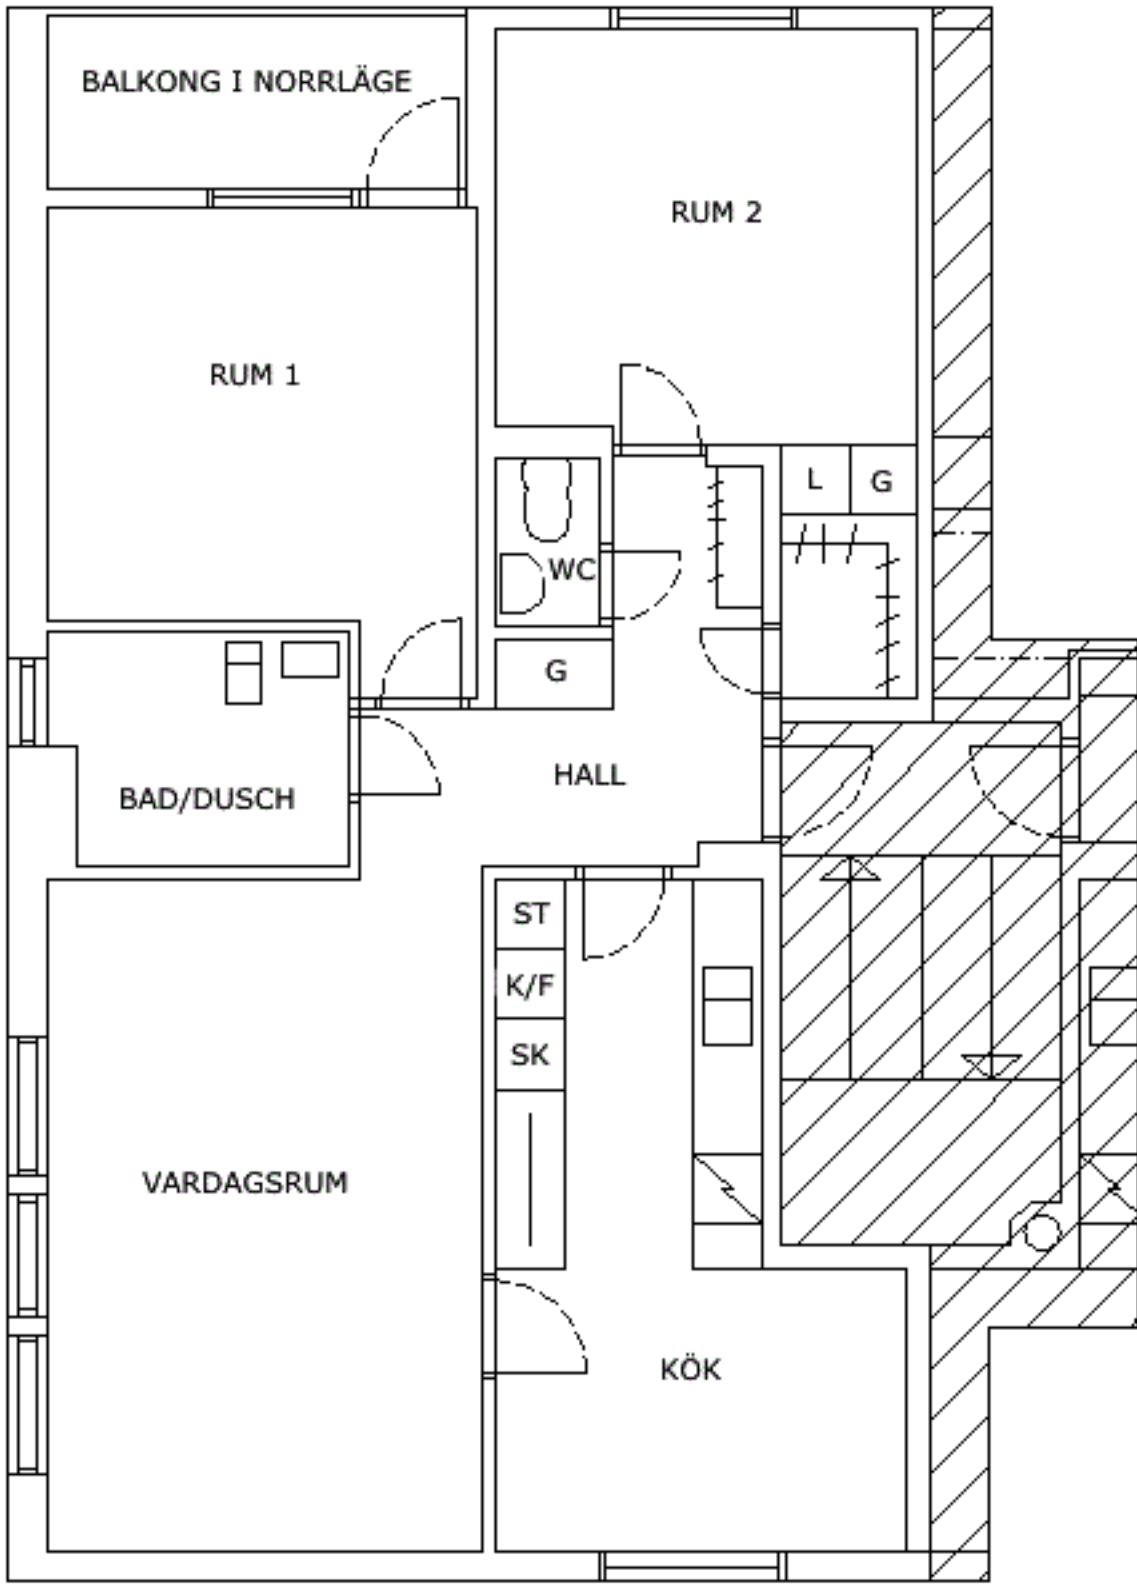 BALKONG I NORRLÄGE
RUM 2
RUM 1
L
G
WC
G
HALL
BAD/DUSCH
ST
K/F
SK
VARDAGSRUM
KÖK